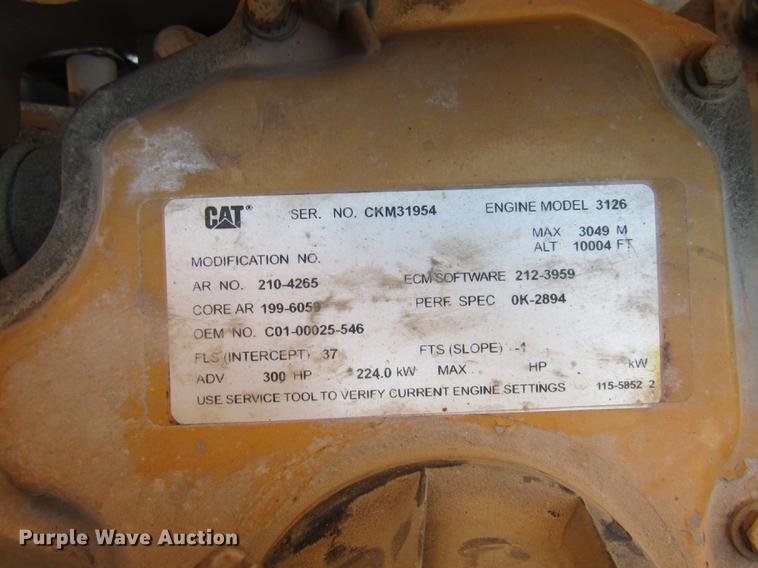 CAT® SER. NO. CKM31954 ENGINE MODEL 3126
MAX 3049 M
ALT 10004 FT
MODIFICATION NO.
AR NO. 210-4265 ECM SOFTWARE 212-3959
CORE AR 199-6059 PERF. SPEC 0K-2894
OEM NO. C01-00025-546
FLS (INTERCEPT) 37 FTS (SLOPE) -1
ADV 300 HP 224.0 kW MAX HP kW
USE SERVICE TOOL TO VERIFY CURRENT ENGINE SETTINGS 115-5852 2
Purple Wave Auction